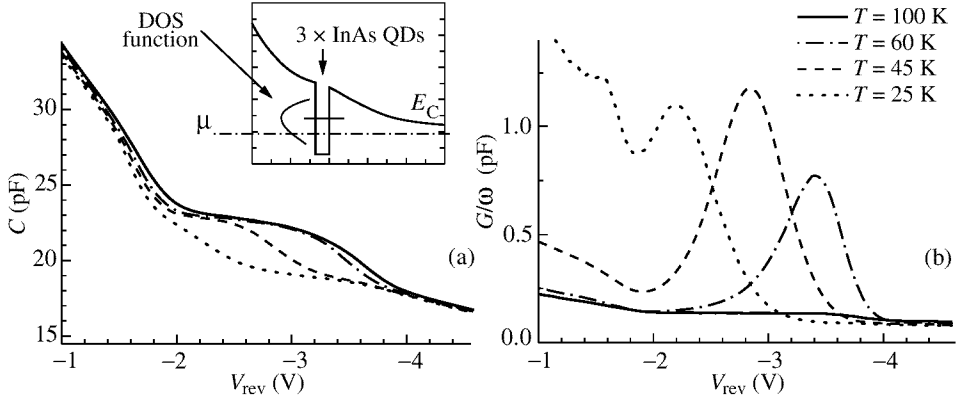 DOS
function
3 × InAs QDs
E_C
μ
C (pF)
30
25
20
15
−1
−2
−3
−4
V_rev (V)
(a)
T = 100 K
T = 60 K
T = 45 K
T = 25 K
G/ω (pF)
1.0
0.5
0.0
−1
−2
−3
−4
V_rev (V)
(b)